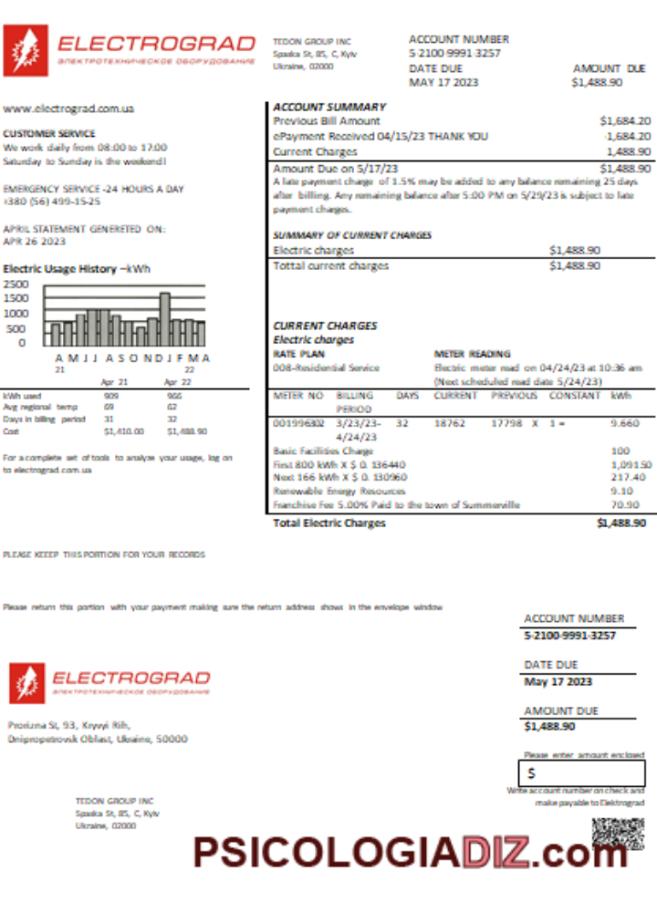 ELECTROGRAD
ЭЛЕКТРОТЕХНИЧЕСКОЕ ОБОРУДОВАНИЕ
TEDON GROUP INC
Spaska St, 85, C, Kyiv
Ukraine, 02000
ACCOUNT NUMBER
5-2100-9991-3257
DATE DUE AMOUNT DUE
MAY 17 2023 $1,488.90
www.electrograd.com.ua
CUSTOMER SERVICE
We work daily from 08:00 to 17:00
Saturday to Sunday is the weekend!
EMERGENCY SERVICE -24 HOURS A DAY
+380 (56) 499-15-25
APRIL STATEMENT GENERETED ON:
APR 26 2023
Electric Usage History –kWh
2500
1500
1000
500
0
A M J J A S O N D J F M A
21 22
Apr 21 Apr 22
kWh used 909 966
Avg regional temp 69 62
Days in billing period 31 32
Cost $1,410.00 $1,488.90
For a complete set of tools to analyze your usage, log on
to electrograd.com.ua
ACCOUNT SUMMARY
Previous Bill Amount $1,684.20
ePayment Received 04/15/23 THANK YOU -1,684.20
Current Charges 1,488.90
Amount Due on 5/17/23 $1,488.90
A late payment charge of 1.5% may be added to any balance remaining 25 days
after billling. Any remaining balance after 5:00 PM on 5/29/23 is subject to late
payment charges.
SUMMARY OF CURRENT CHARGES
Electric charges $1,488.90
Tottal current charges $1,488.90
CURRENT CHARGES
Electric charges
RATE PLAN METER READING
008-Residential Service Electric meter read on 04/24/23 at 10:36 am
(Next scheduled read date 5/24/23)
METER NO BILLING DAYS CURRENT PREVIOUS CONSTANT kWh
PERIOD
001996302 3/23/23- 32 18762 17798 X 1 = 9.660
4/24/23
Basic Facilities Charge 100
First 800 kWh X $ 0. 136440 1,091.50
Next 166 kWh X $ 0. 130960 217.40
Renewable Energy Resources 9.10
Franchise Fee 5.00% Paid to the town of Summerville 70.90
Total Electric Charges $1,488.90
PLEASE KEEEP THIS PORTION FOR YOUR RECORDS
Please return this portion with your payment making sure the return address shows in the envelope window
ACCOUNT NUMBER
5-2100-9991-3257
DATE DUE
May 17 2023
AMOUNT DUE
$1,488.90
Please enter amount enclosed
$
Write account number on check and
make payable to Elektrograd
ELECTROGRAD
ЭЛЕКТРОТЕХНИЧЕСКОЕ ОБОРУДОВАНИЕ
Prorizna St, 93, Kryvyi Rih,
Dnipropetrovsk Oblast, Ukraine, 50000
TEDON GROUP INC
Spaska St, 85, C, Kyiv
Ukraine, 02000
PSICOLOGIADIZ.com